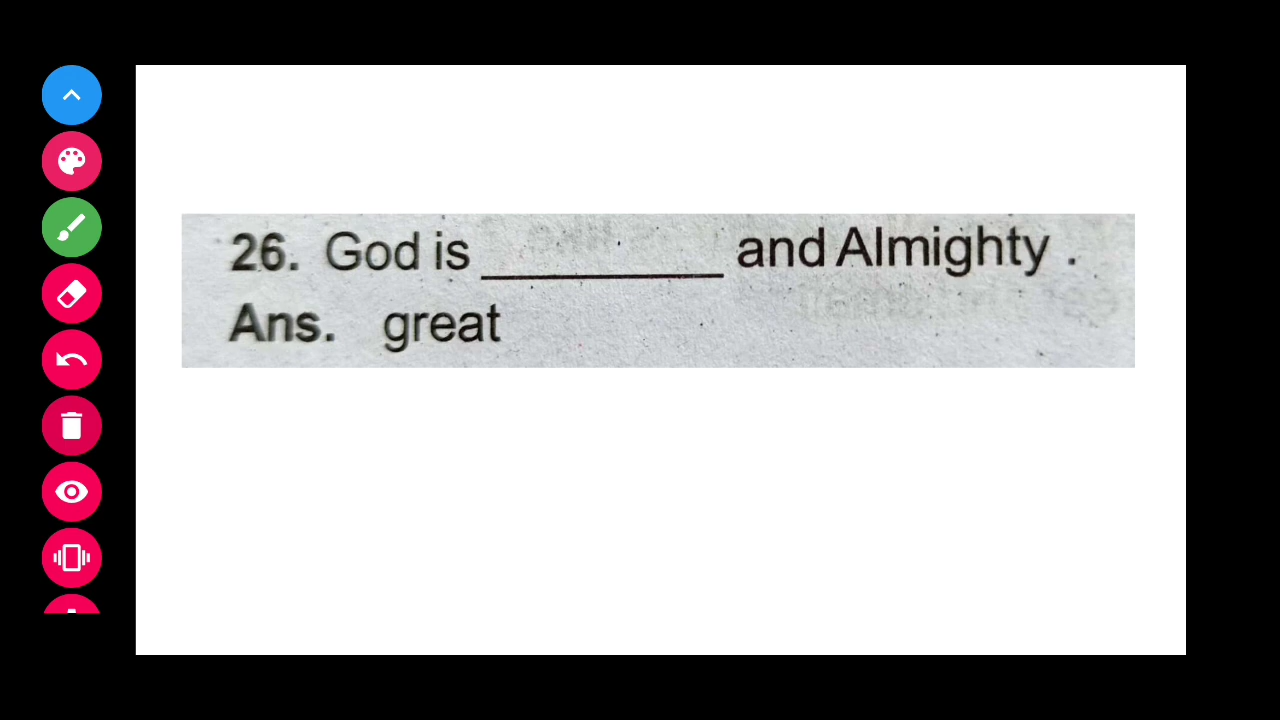 26. God is __________ and Almighty .
Ans. great